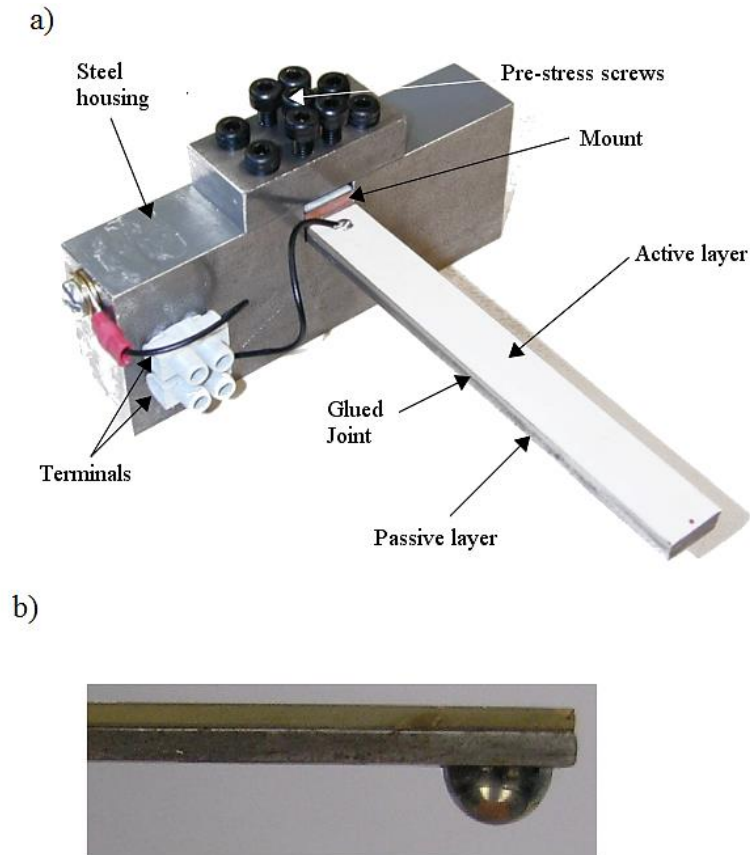 a)
Steel
housing
Pre-stress screws
Mount
Active layer
Glued
Joint
Terminals
Passive layer
b)